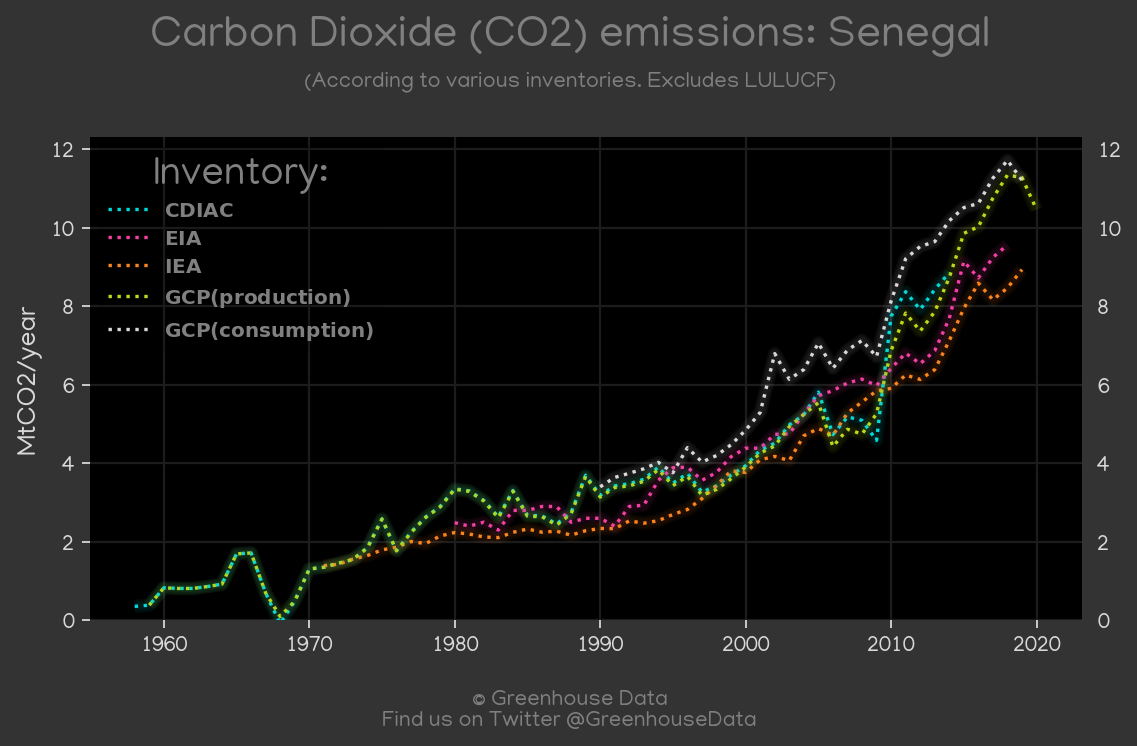 Carbon Dioxide (CO2) emissions: Senegal
(According to various inventories. Excludes LULUCF)
Inventory:
CDIAC
EIA
IEA
GCP(production)
GCP(consumption)
MtCO2/year
12
10
8
6
4
2
0
12
10
8
6
4
2
0
1960 1970 1980 1990 2000 2010 2020
© Greenhouse Data
Find us on Twitter @GreenhouseData